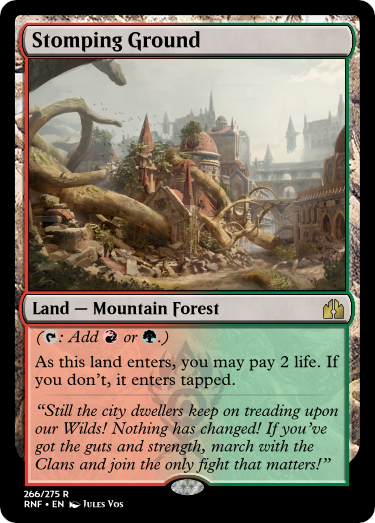 Stomping Ground
Land — Mountain Forest
(: Add  or .)
As this land enters, you may pay 2 life. If
you don't, it enters tapped.
“Still the city dwellers keep on treading upon
our Wilds! Nothing has changed! If you've
got the guts and strength, march with the
Clans and join the only fight that matters!”
266/275 R
RNF • EN Jules Vos